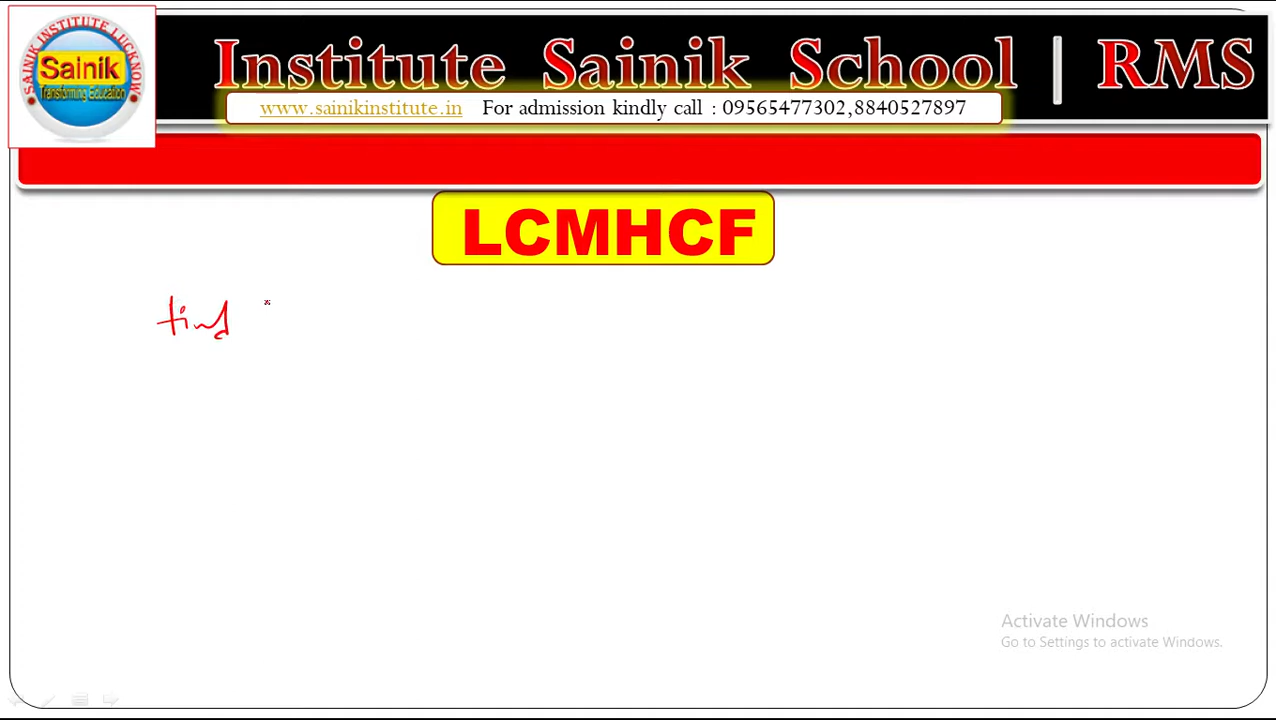 SAINIK INSTITUTE LUCKNOW
Sainik
Transforming Education
Institute Sainik School | RMS
www.sainikinstitute.in For admission kindly call : 09565477302,8840527897
LCMHCF
find
Activate Windows
Go to Settings to activate Windows.